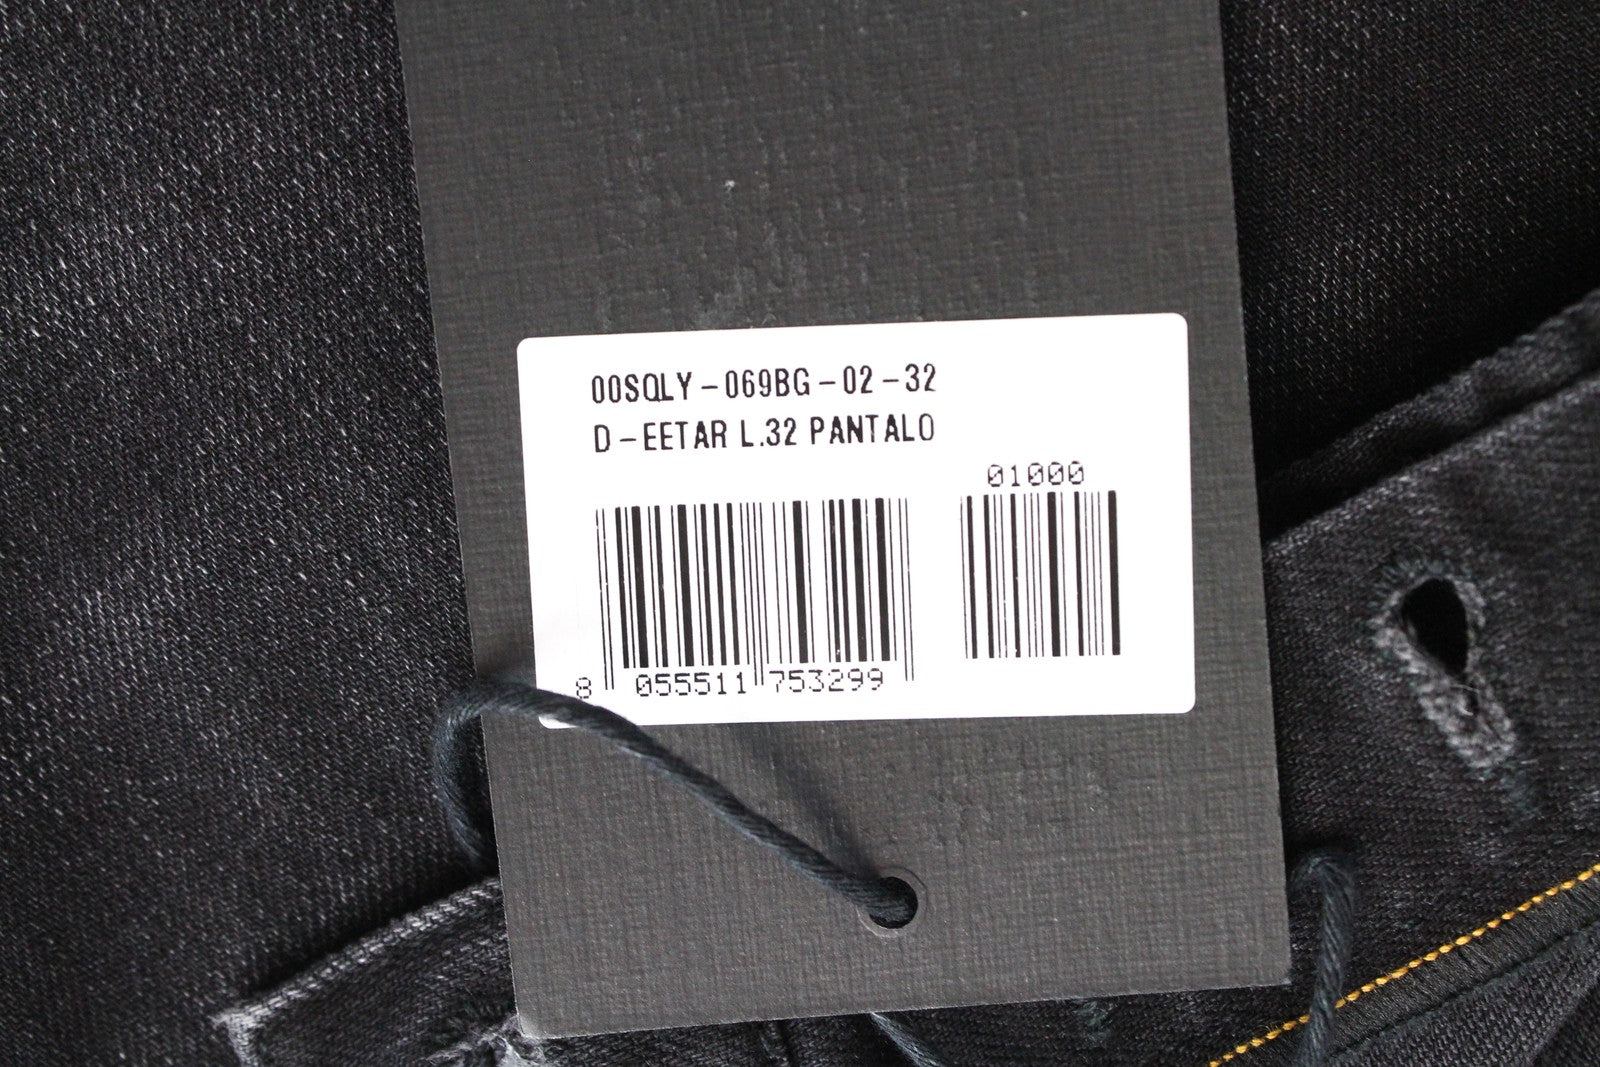 00SQLY-069BG-02-32
D-EETAR L.32 PANTALO
01000
8 055511 753299